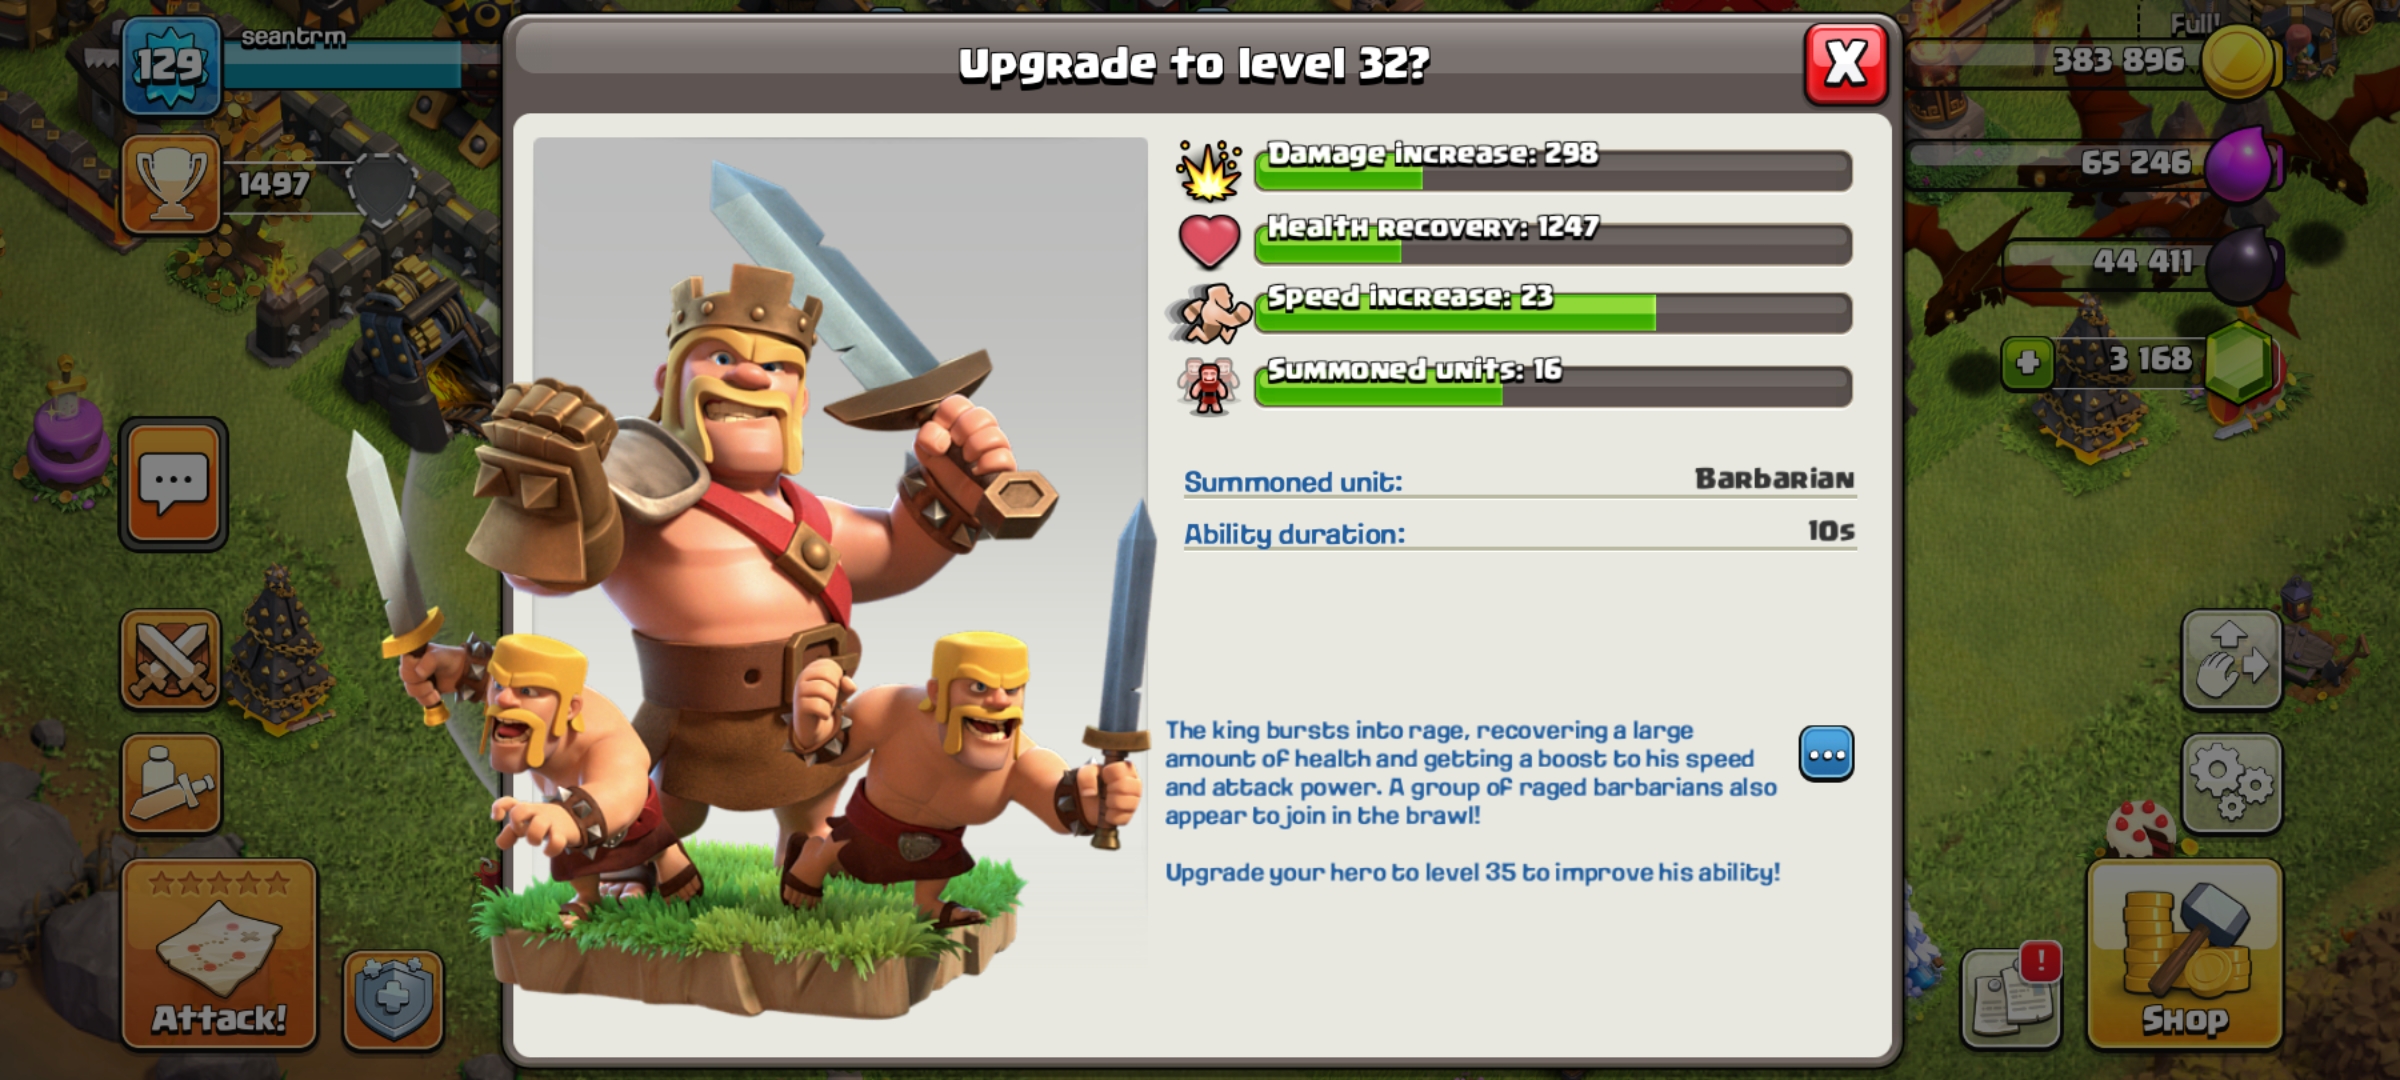 seantrm
129
1497
Attack!
Upgrade to level 32?
X
Damage increase: 298
Health recovery: 1247
Speed increase: 23
Summoned units: 16
Summoned unit: Barbarian
Ability duration: 10s
The king bursts into rage, recovering a large
amount of health and getting a boost to his speed
and attack power. A group of raged barbarians also
appear to join in the brawl!
Upgrade your hero to level 35 to improve his ability!
Full!
383 896
65 246
44 411
+
3 168
!
Shop